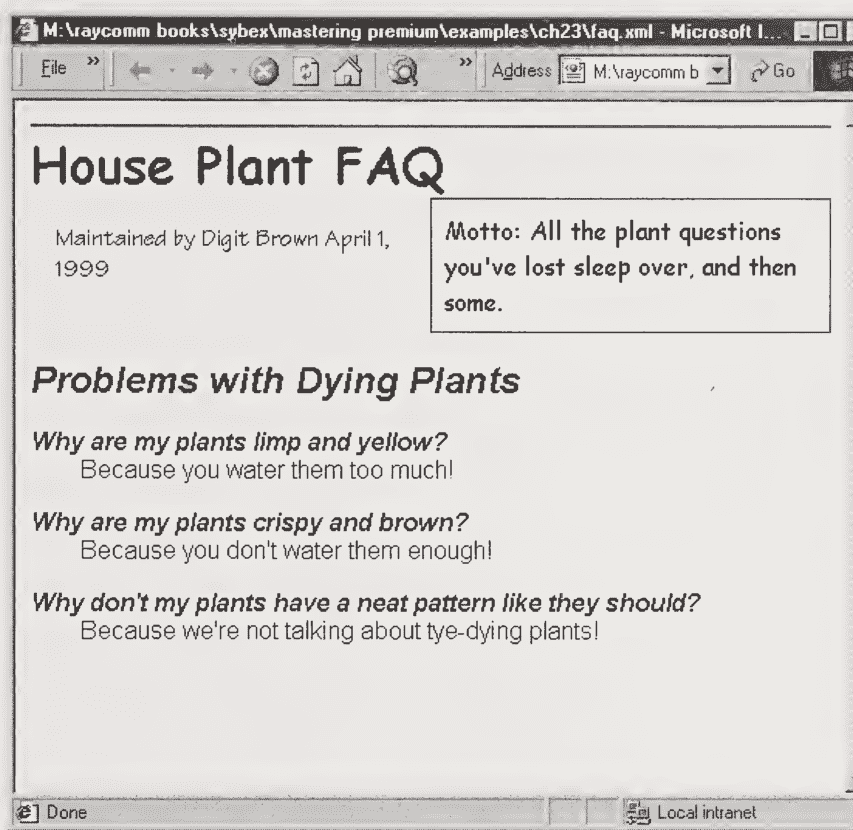 M:\raycomm books\sybex\mastering premium\examples\ch23\faq.xml - Microsoft I...
File » Address M:\raycomm b Go
House Plant FAQ
Maintained by Digit Brown April 1,
1999
Motto: All the plant questions
you've lost sleep over, and then
some.
Problems with Dying Plants
Why are my plants limp and yellow?
Because you water them too much!
Why are my plants crispy and brown?
Because you don't water them enough!
Why don't my plants have a neat pattern like they should?
Because we're not talking about tye-dying plants!
Done Local intranet